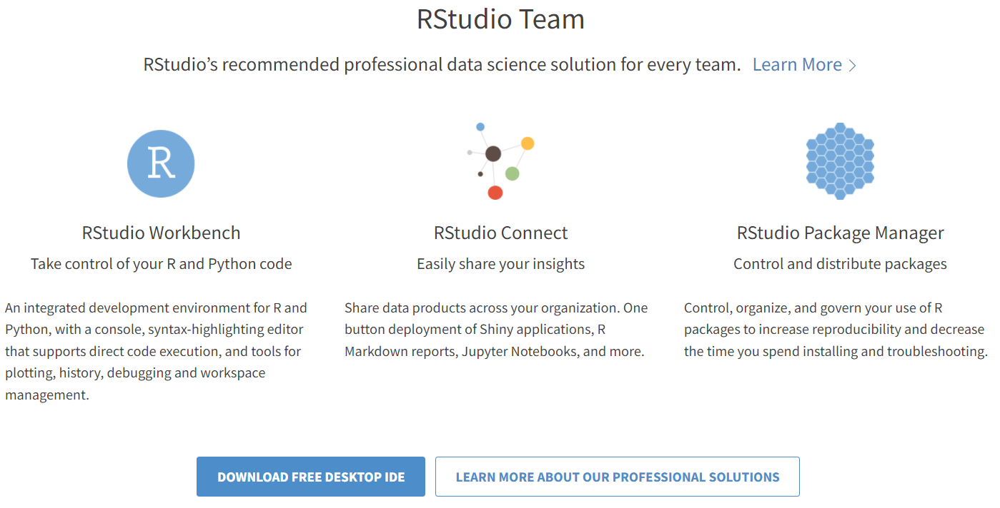 RStudio Team
RStudio’s recommended professional data science solution for every team. Learn More >
R
RStudio Workbench
Take control of your R and Python code
An integrated development environment for R and
Python, with a console, syntax-highlighting editor
that supports direct code execution, and tools for
plotting, history, debugging and workspace
management.
RStudio Connect
Easily share your insights
Share data products across your organization. One
button deployment of Shiny applications, R
Markdown reports, Jupyter Notebooks, and more.
RStudio Package Manager
Control and distribute packages
Control, organize, and govern your use of R
packages to increase reproducibility and decrease
the time you spend installing and troubleshooting.
DOWNLOAD FREE DESKTOP IDE
LEARN MORE ABOUT OUR PROFESSIONAL SOLUTIONS